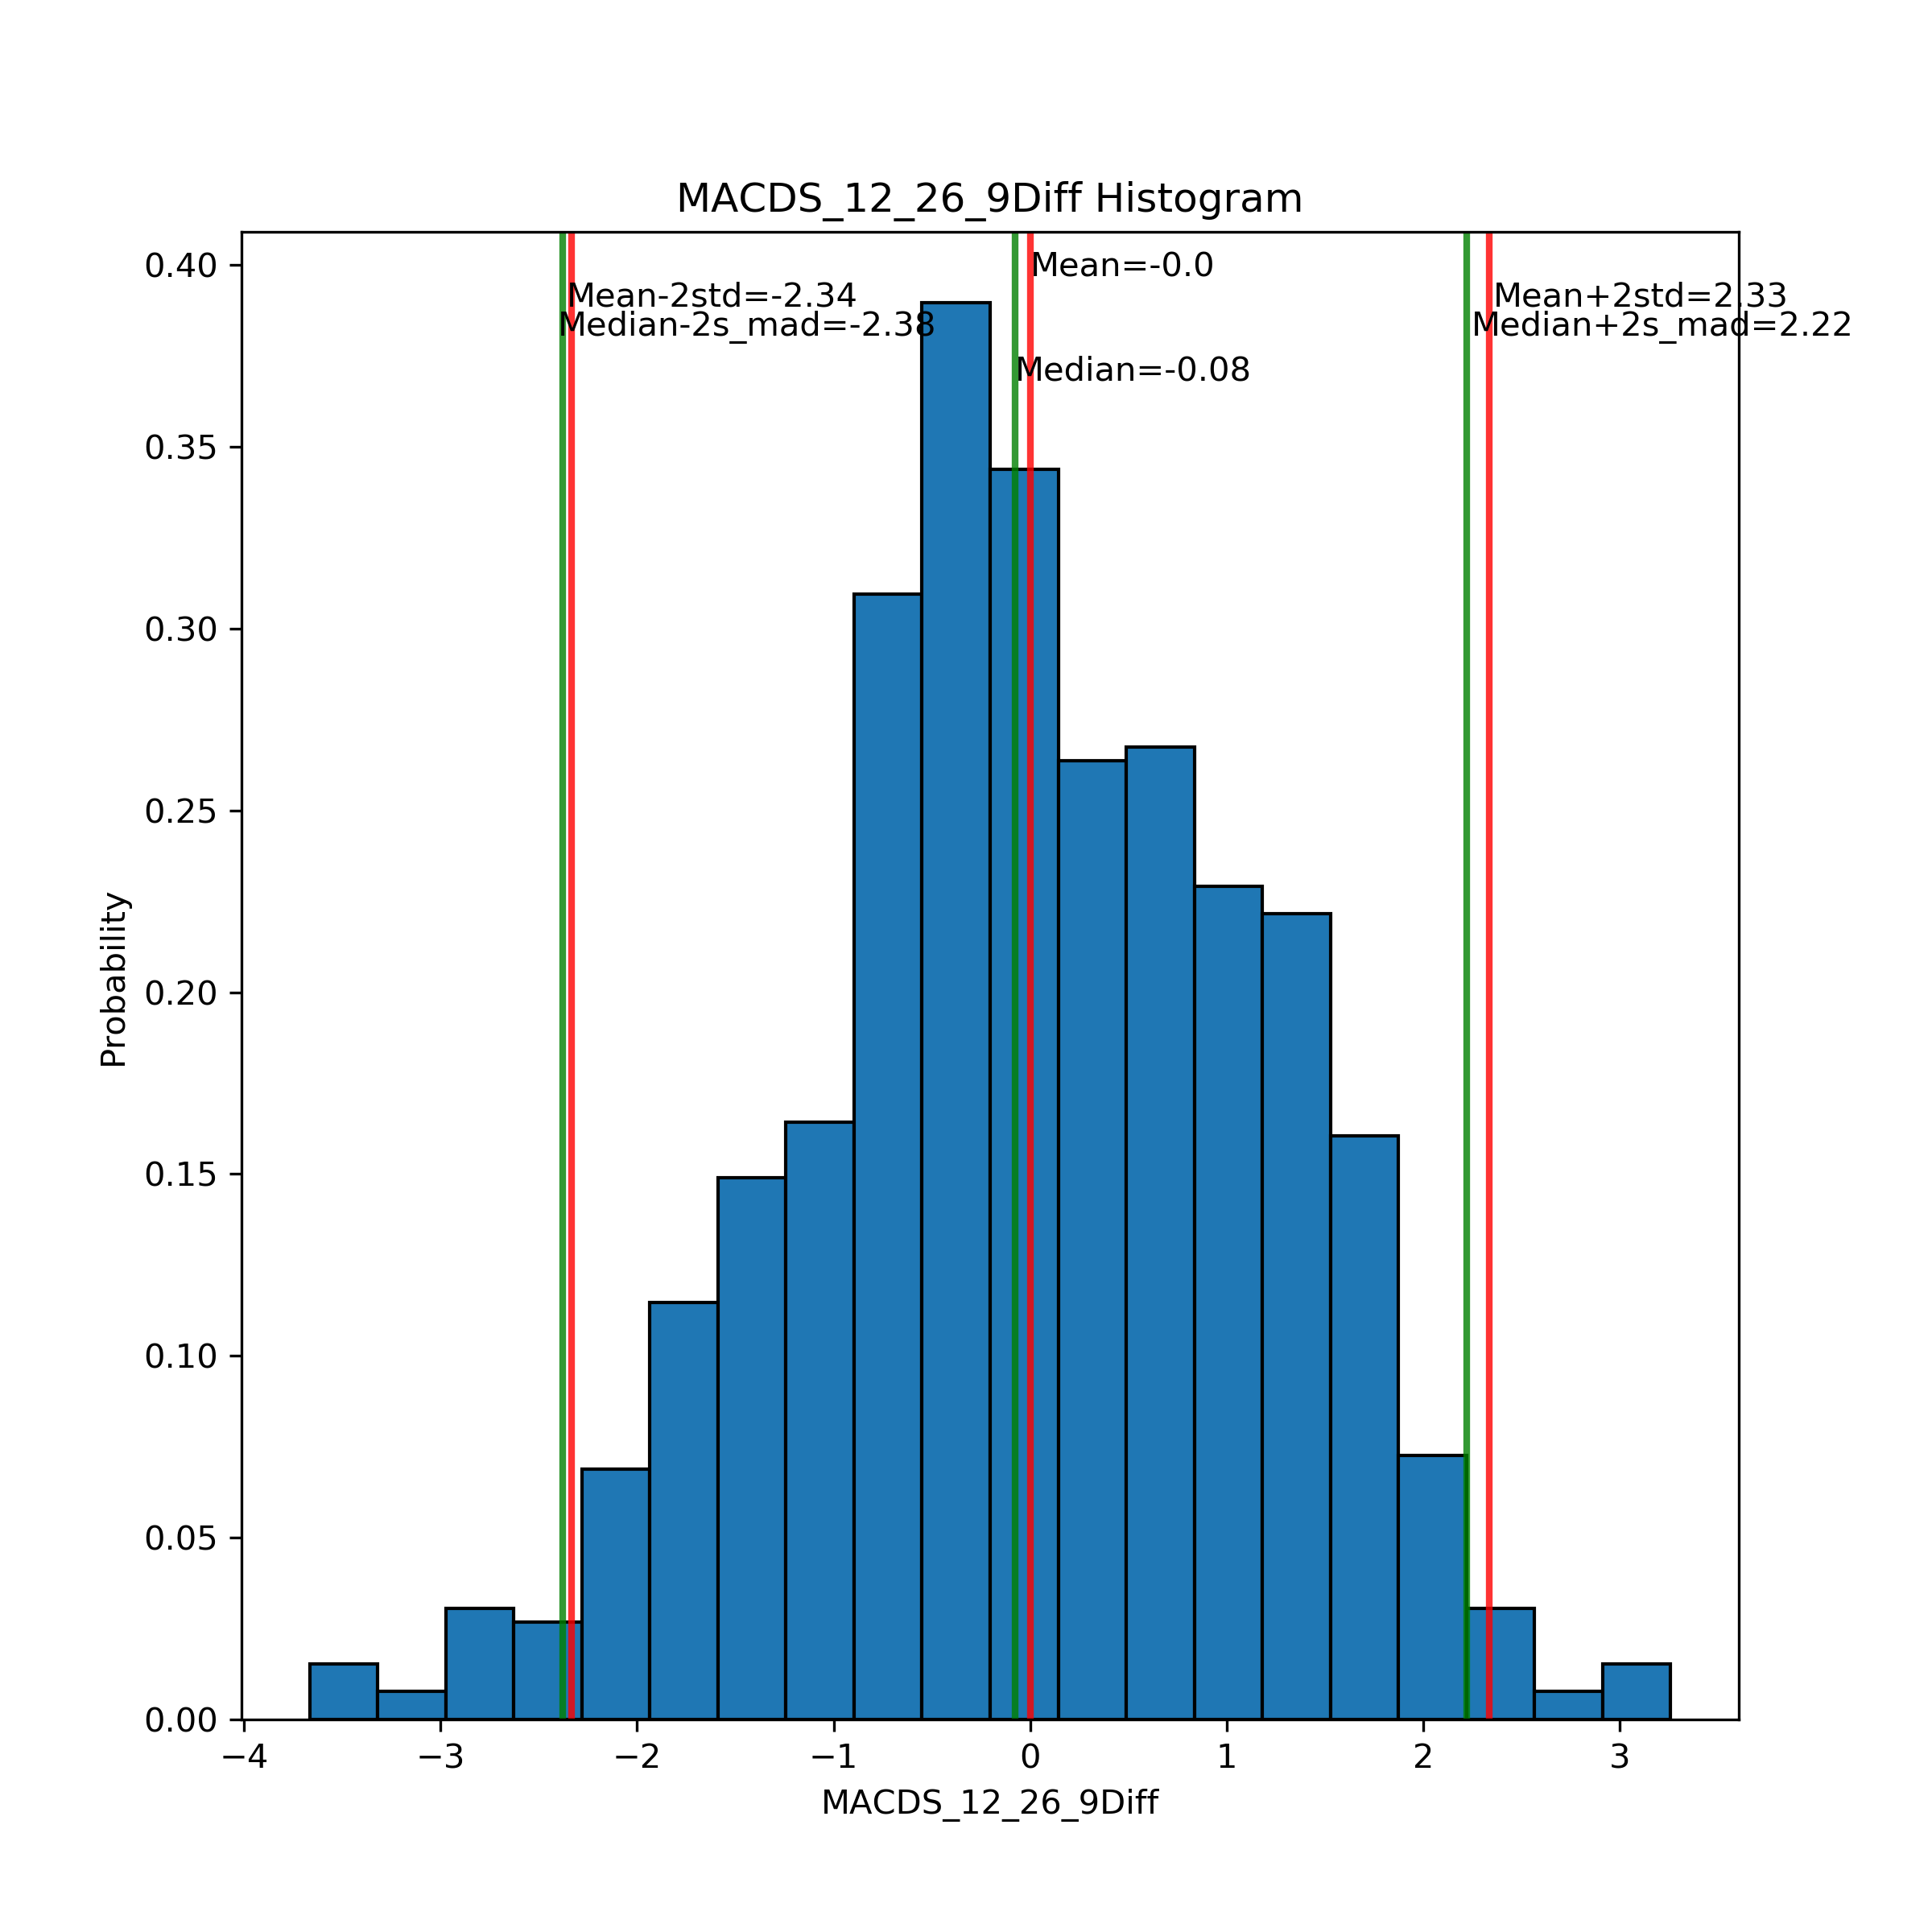 MACDS_12_26_9Diff Histogram
Mean=-0.0
Mean-2std=-2.34
Mean+2std=2.33
Median-2s_mad=-2.38
Median+2s_mad=2.22
Median=-0.08
0.40
0.35
0.30
0.25
0.20
0.15
0.10
0.05
0.00
Probability
−4 −3 −2 −1 0 1 2 3
MACDS_12_26_9Diff